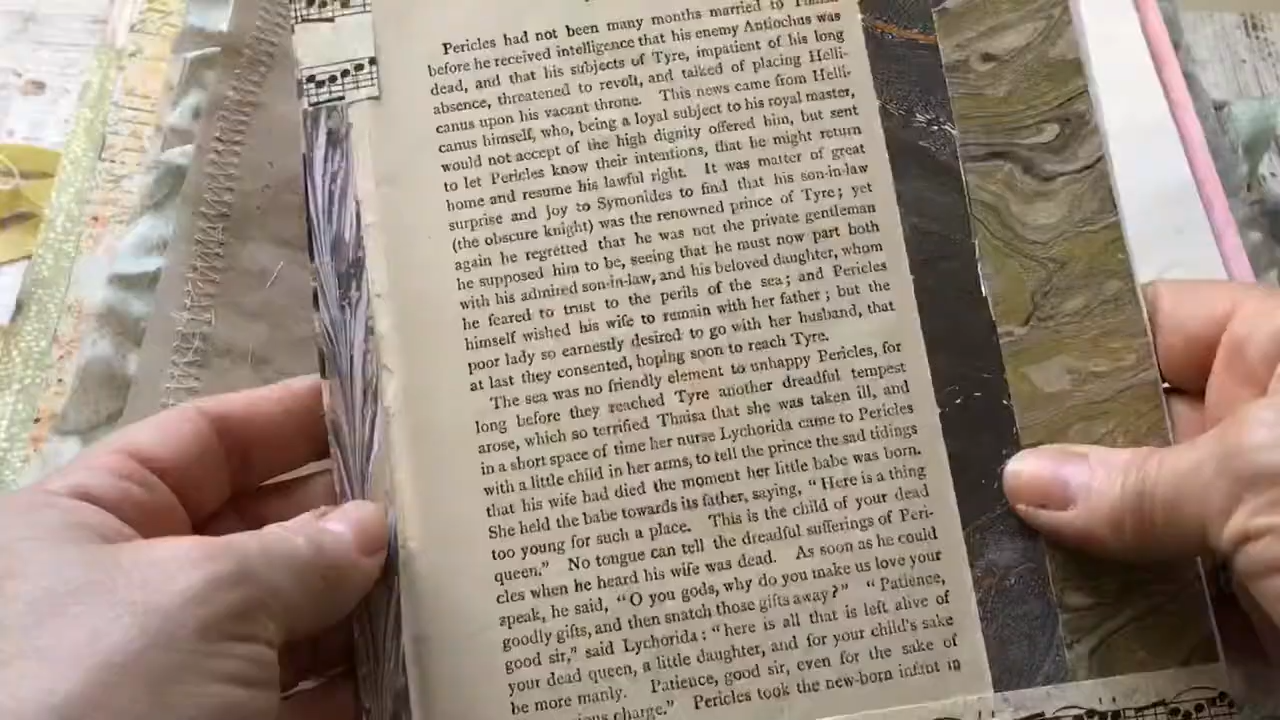 Pericles had not been many months married to
before he received intelligence that his enemy Antiochus was
dead, and that his subjects of Tyre, impatient of his long
absence, threatened to revolt, and talked of placing Helli-
canus upon his vacant throne. This news came from Helli-
canus himself, who, being a loyal subject to his royal master,
would not accept of the high dignity offered him, but sent
to let Pericles know their intentions, that he might return
home and resume his lawful right. It was matter of great
surprise and joy to Symonides to find that his son-in-law
(the obscure knight) was the renowned prince of Tyre; yet
again he regretted that he was not the private gentleman
he supposed him to be, seeing that he must now part both
with his admired son-in-law, and his beloved daughter, whom
he feared to trust to the perils of the sea; and Pericles
himself wished his wife to remain with her father; but the
poor lady so earnestly desired to go with her husband, that
at last they consented, hoping soon to reach Tyre.
The sea was no friendly element to unhappy Pericles, for
long before they reached Tyre another dreadful tempest
arose, which so terrified Thaisa that she was taken ill, and
in a short space of time her nurse Lychorida came to Pericles
with a little child in her arms, to tell the prince the sad tidings
that his wife had died the moment her little babe was born.
She held the babe towards its father, saying, "Here is a thing
too young for such a place. This is the child of your dead
queen." No tongue can tell the dreadful sufferings of Peri-
cles when he heard his wife was dead. As soon as he could
speak, he said, "O you gods, why do you make us love your
goodly gifts, and then snatch those gifts away?" "Patience,
good sir," said Lychorida: "here is all that is left alive of
your dead queen, a little daughter, and for your child's sake
be more manly. Patience, good sir, even for the sake of
charge." Pericles took the new-born infant in